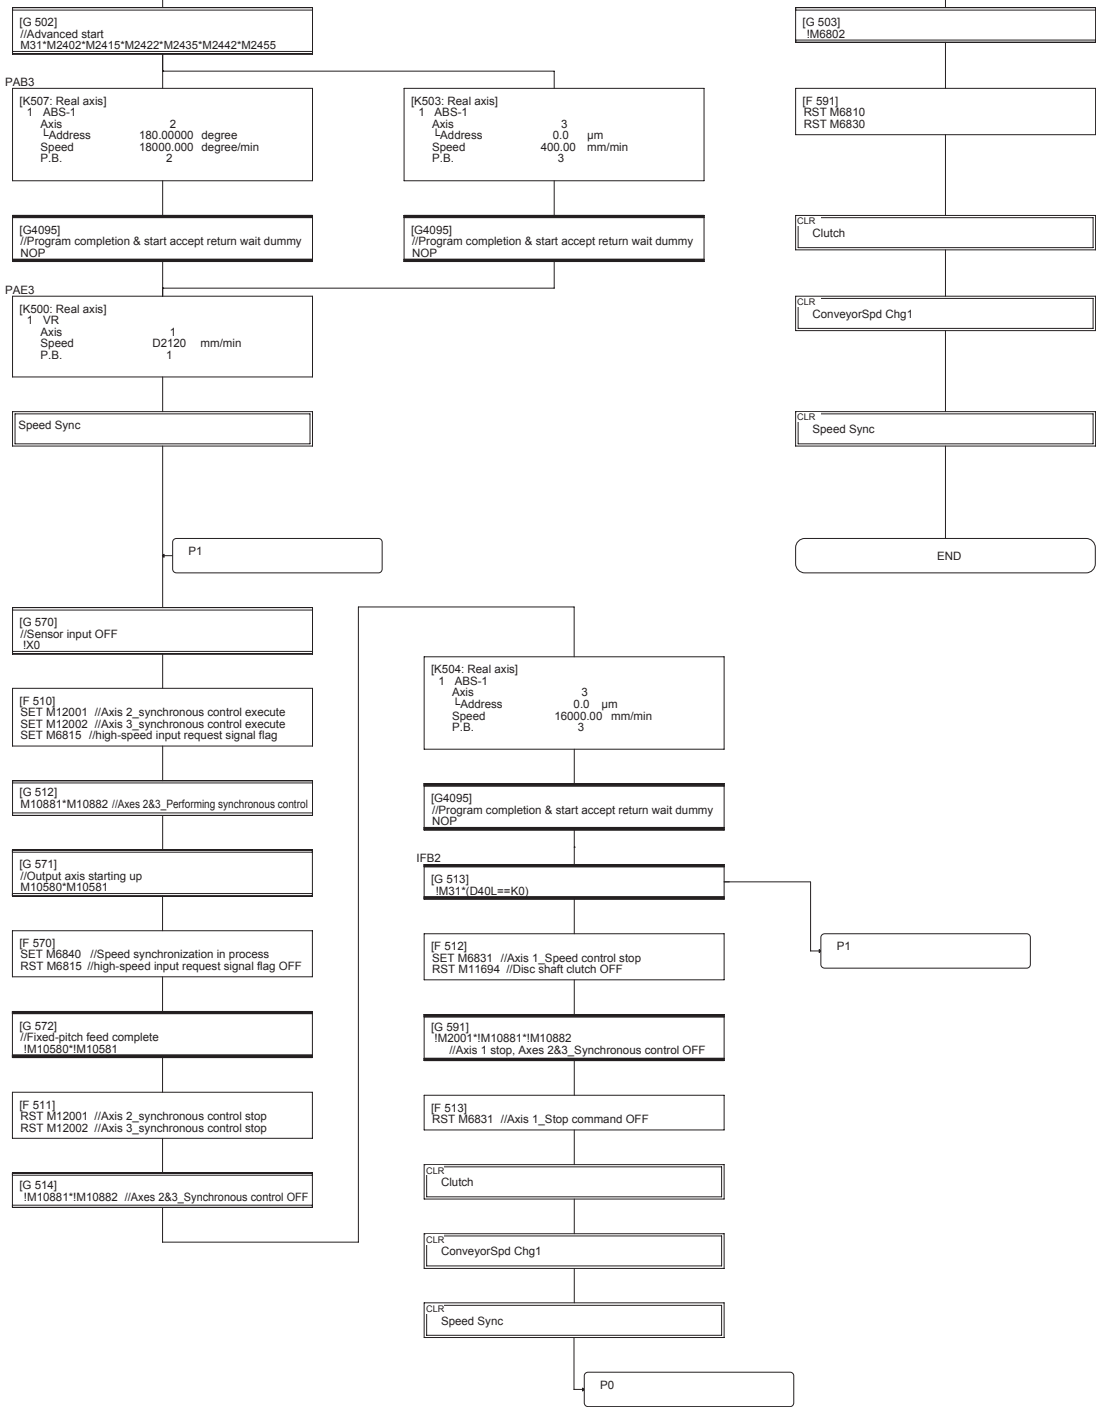 [G 502]
//Advanced start
M31*M2402*M2415*M2422*M2435*M2442*M2455
PAB3
[K507: Real axis]
1 ABS-1
Axis 2
└Address 180.00000 degree
Speed 18000.000 degree/min
P.B. 2
[K503: Real axis]
1 ABS-1
Axis 3
└Address 0.0 µm
Speed 400.00 mm/min
P.B. 3
[G4095]
//Program completion & start accept return wait dummy
NOP
[G4095]
//Program completion & start accept return wait dummy
NOP
PAE3
[K500: Real axis]
1 VR
Axis 1
Speed D2120 mm/min
P.B. 1
Speed Sync
P1
[G 570]
//Sensor input OFF
!X0
[F 510]
SET M12001 //Axis 2_synchronous control execute
SET M12002 //Axis 3_synchronous control execute
SET M6815 //high-speed input request signal flag
[G 512]
M10881*M10882 //Axes 2&3_Performing synchronous control
[G 571]
//Output axis starting up
M10580*M10581
[F 570]
SET M6840 //Speed synchronization in process
RST M6815 //high-speed input request signal flag OFF
[G 572]
//Fixed-pitch feed complete
!M10580*!M10581
[F 511]
RST M12001 //Axis 2_synchronous control stop
RST M12002 //Axis 3_synchronous control stop
[G 514]
!M10881*!M10882 //Axes 2&3_Synchronous control OFF
[K504: Real axis]
1 ABS-1
Axis 3
└Address 0.0 µm
Speed 16000.00 mm/min
P.B. 3
[G4095]
//Program completion & start accept return wait dummy
NOP
IFB2
[G 513]
!M31*(D40L==K0)
P1
[F 512]
SET M6831 //Axis 1_Speed control stop
RST M11694 //Disc shaft clutch OFF
[G 591]
!M2001*!M10881*!M10882
//Axis 1 stop, Axes 2&3_Synchronous control OFF
[F 513]
RST M6831 //Axis 1_Stop command OFF
CLR
Clutch
CLR
ConveyorSpd Chg1
CLR
Speed Sync
P0
[G 503]
!M6802
[F 591]
RST M6810
RST M6830
CLR
Clutch
CLR
ConveyorSpd Chg1
CLR
Speed Sync
END